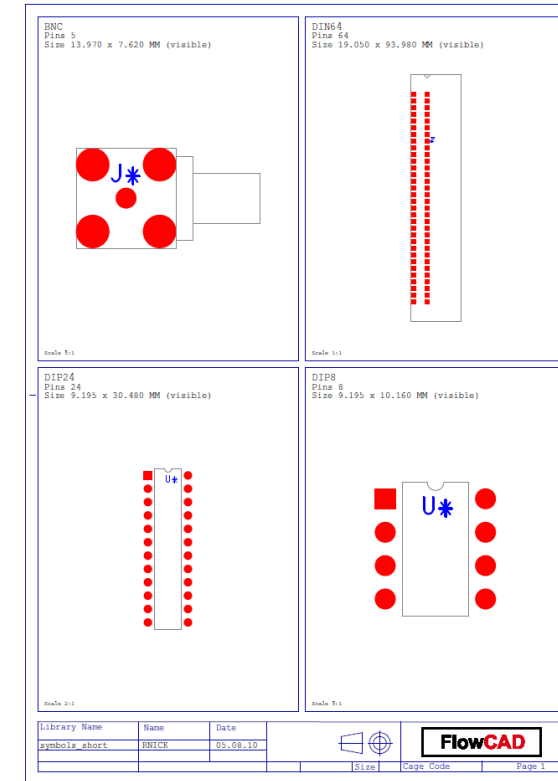 BNC
Pins 5
Size 13.970 x 7.620 MM (visible)
J*
Scale 5:1
DIN64
Pins 64
Size 19.050 x 93.980 MM (visible)
Scale 1:1
DIP24
Pins 24
Size 9.195 x 30.480 MM (visible)
U*
Scale 2:1
DIP8
Pins 8
Size 9.195 x 10.160 MM (visible)
U*
Scale 5:1
Library Name Name Date
symbols_short RNICK 05.08.10
FlowCAD
Size Cage Code Page 1